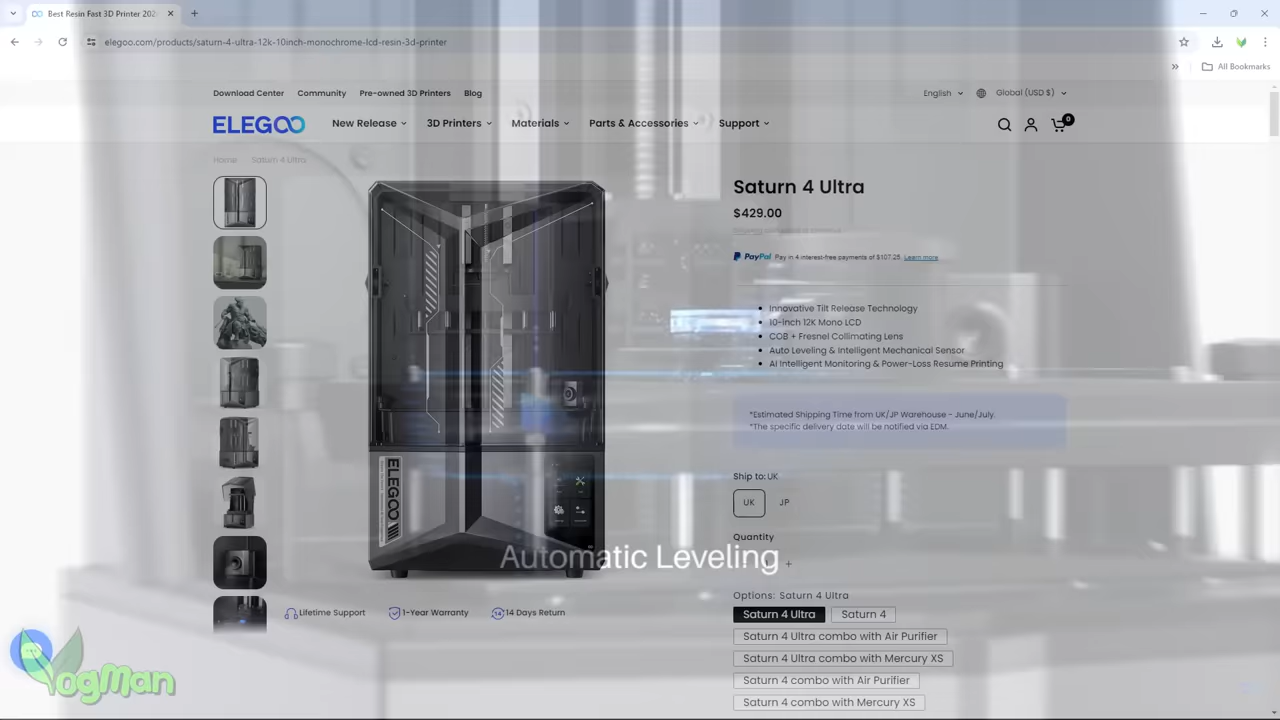 Best Resin Fast 3D Printer 202
elegoo.com/products/saturn-4-ultra-12k-10inch-monochrome-lcd-resin-3d-printer
All Bookmarks
Download Center Community Pre-owned 3D Printers Blog
English Global (USD $)
ELEGOO New Release 3D Printers Materials Parts & Accessories Support
0
Home Saturn 4 Ultra
Saturn 4 Ultra
$429.00
PayPal Pay in 4 interest-free payments of $107.25. Learn more
Innovative Tilt Release Technology
10-inch 12K Mono LCD
COB + Fresnel Collimating Lens
Auto Leveling & Intelligent Mechanical Sensor
AI Intelligent Monitoring & Power-Loss Resume Printing
*Estimated Shipping Time from UK/JP Warehouse - June/July.
*The specific delivery date will be notified via EDM.
Ship to: UK
UK JP
ELEGOO
Quantity
+
Automatic Leveling
Options: Saturn 4 Ultra
Saturn 4 Ultra Saturn 4
Lifetime Support 1-Year Warranty 14 Days Return
Saturn 4 Ultra combo with Air Purifier
Saturn 4 Ultra combo with Mercury XS
Saturn 4 combo with Air Purifier
Saturn 4 combo with Mercury XS
YogMan